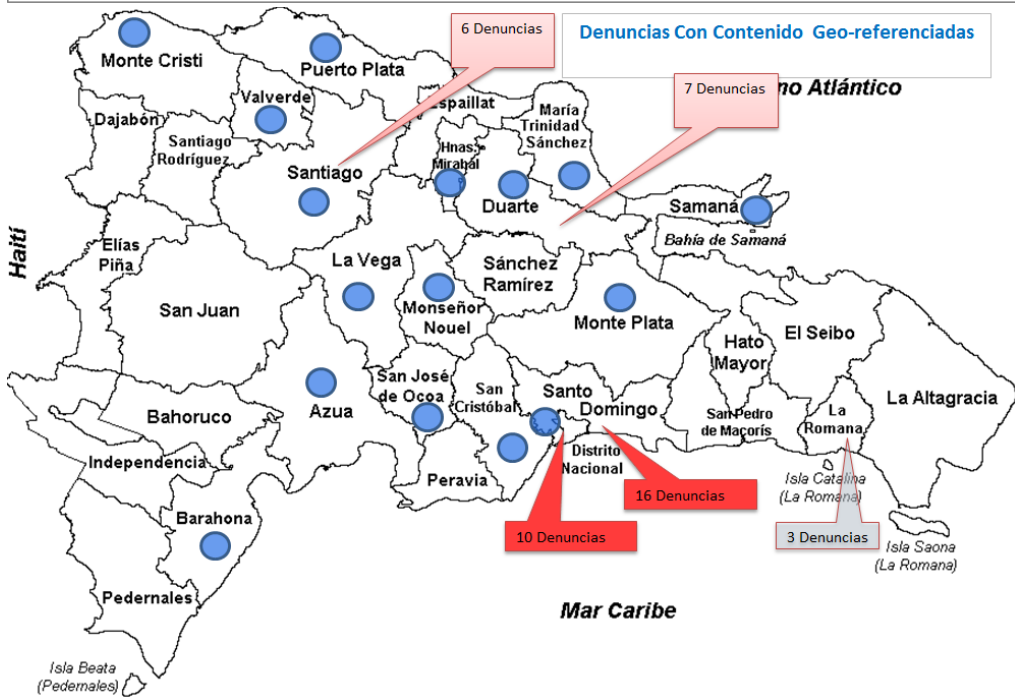 6 Denuncias
Denuncias Con Contenido Geo-referenciadas
7 Denuncias
no Atlántico
Monte Cristi
Puerto Plata
Valverde
Espaillat
María
Trinidad
Sánchez
Dajabón
Santiago
Rodríguez
Hnas.
Mirabal
Santiago
Duarte
Samaná
Bahía de Samaná
Haití
Elías
Piña
La Vega
Sánchez
Ramírez
San Juan
Monseñor
Nouel
Monte Plata
El Seibo
Hato
Mayor
La Altagracia
San José
de Ocoa
San
Cristóbal
Santo
Domingo
Azua
Bahoruco
La
Romana
San Pedro
de Macorís
Distrito
Nacional
Independencia
Peravia
Isla Catalina
(La Romana)
16 Denuncias
10 Denuncias
3 Denuncias
Barahona
Isla Saona
(La Romana)
Pedernales
Mar Caribe
Isla Beata
(Pedernales)